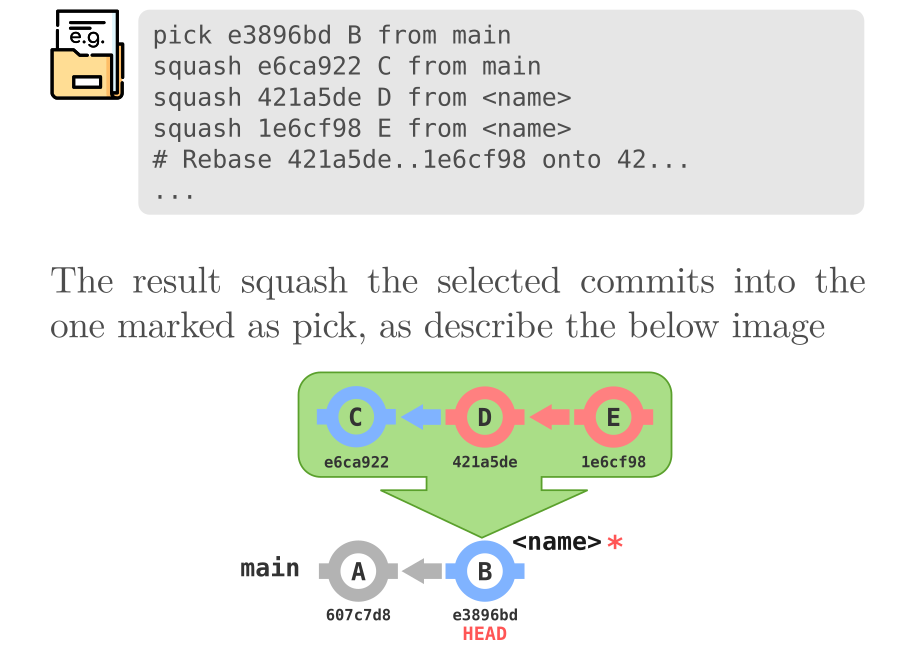 e.g.
pick e3896bd B from main
squash e6ca922 C from main
squash 421a5de D from <name>
squash 1e6cf98 E from <name>
# Rebase 421a5de..1e6cf98 onto 42...
...
The result squash the selected commits into the
one marked as pick, as describe the below image
C D E
e6ca922 421a5de 1e6cf98
<name>*
main A B
607c7d8 e3896bd
HEAD